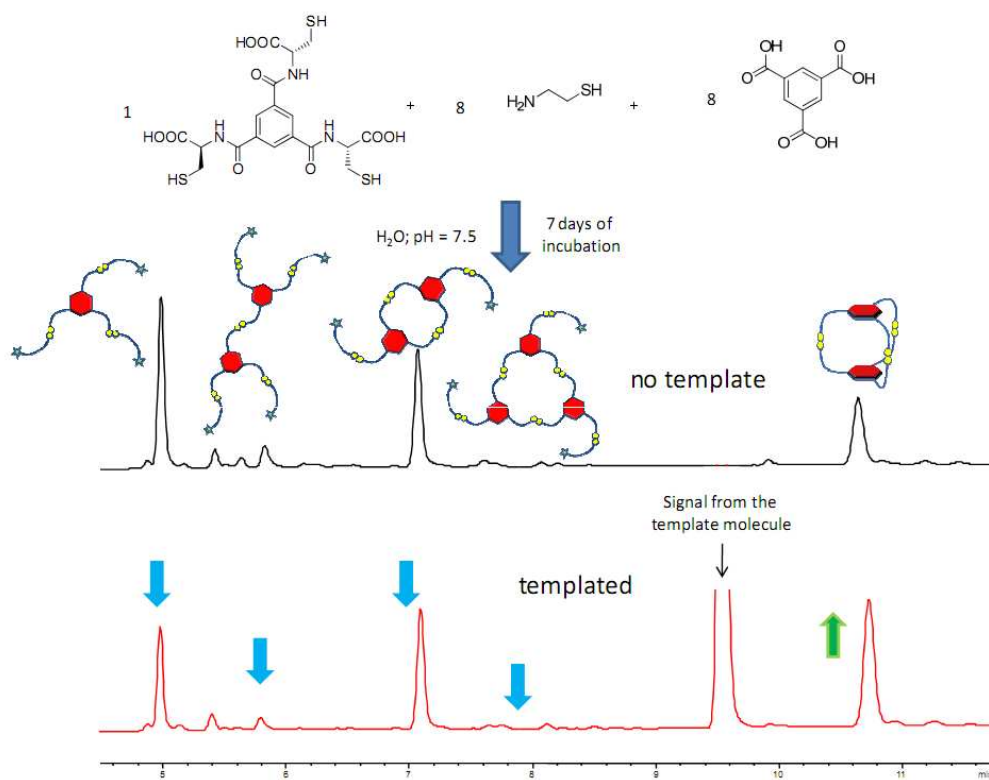 SH
HOOC
O
NH
1
HOOC
H
N
O
HS
H
N
O
COOH
SH
+
8
H₂N
SH
+
8
O
OH
O
OH
O
OH
H₂O; pH = 7.5
7 days of
incubation
no template
Signal from the
template molecule
templated
5
6
7
8
9
10
11